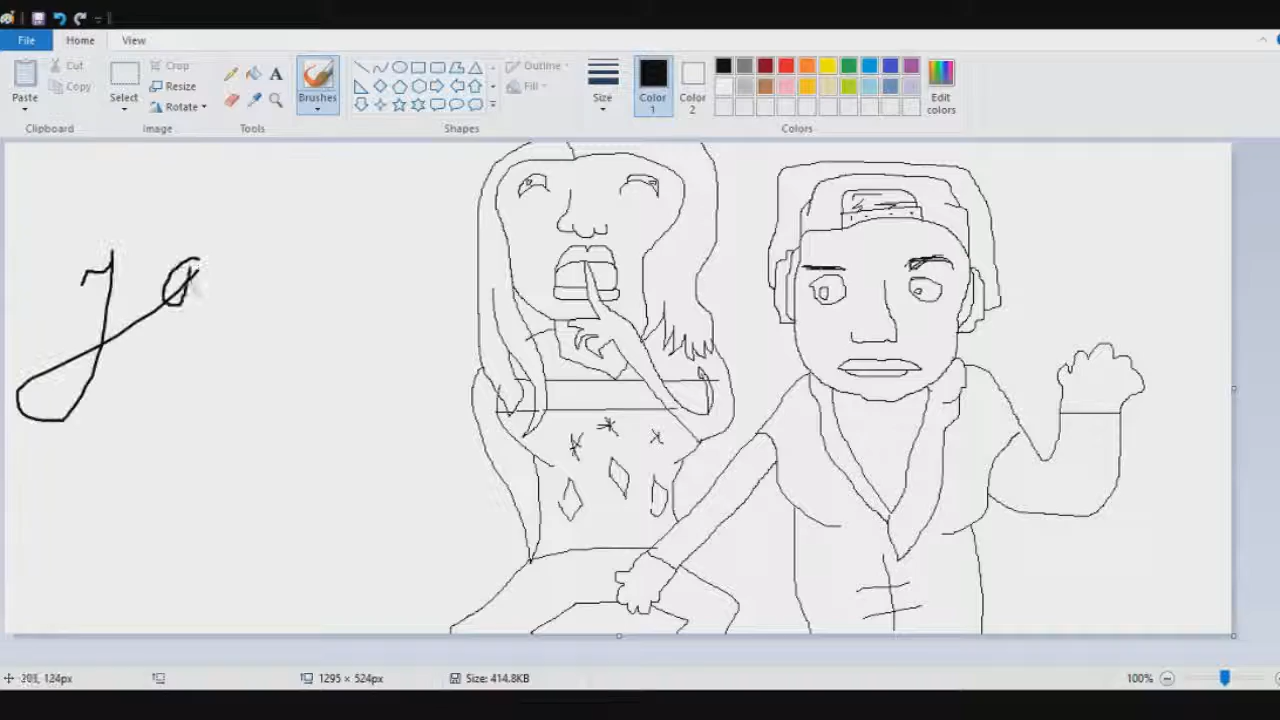 File Home View
Cut Crop Outline
Copy Resize Fill
Paste Select Rotate A Brushes Size Color 1 Color 2 Edit colors
Clipboard Image Tools Shapes Colors
1295 × 524px Size: 414.8KB 100%